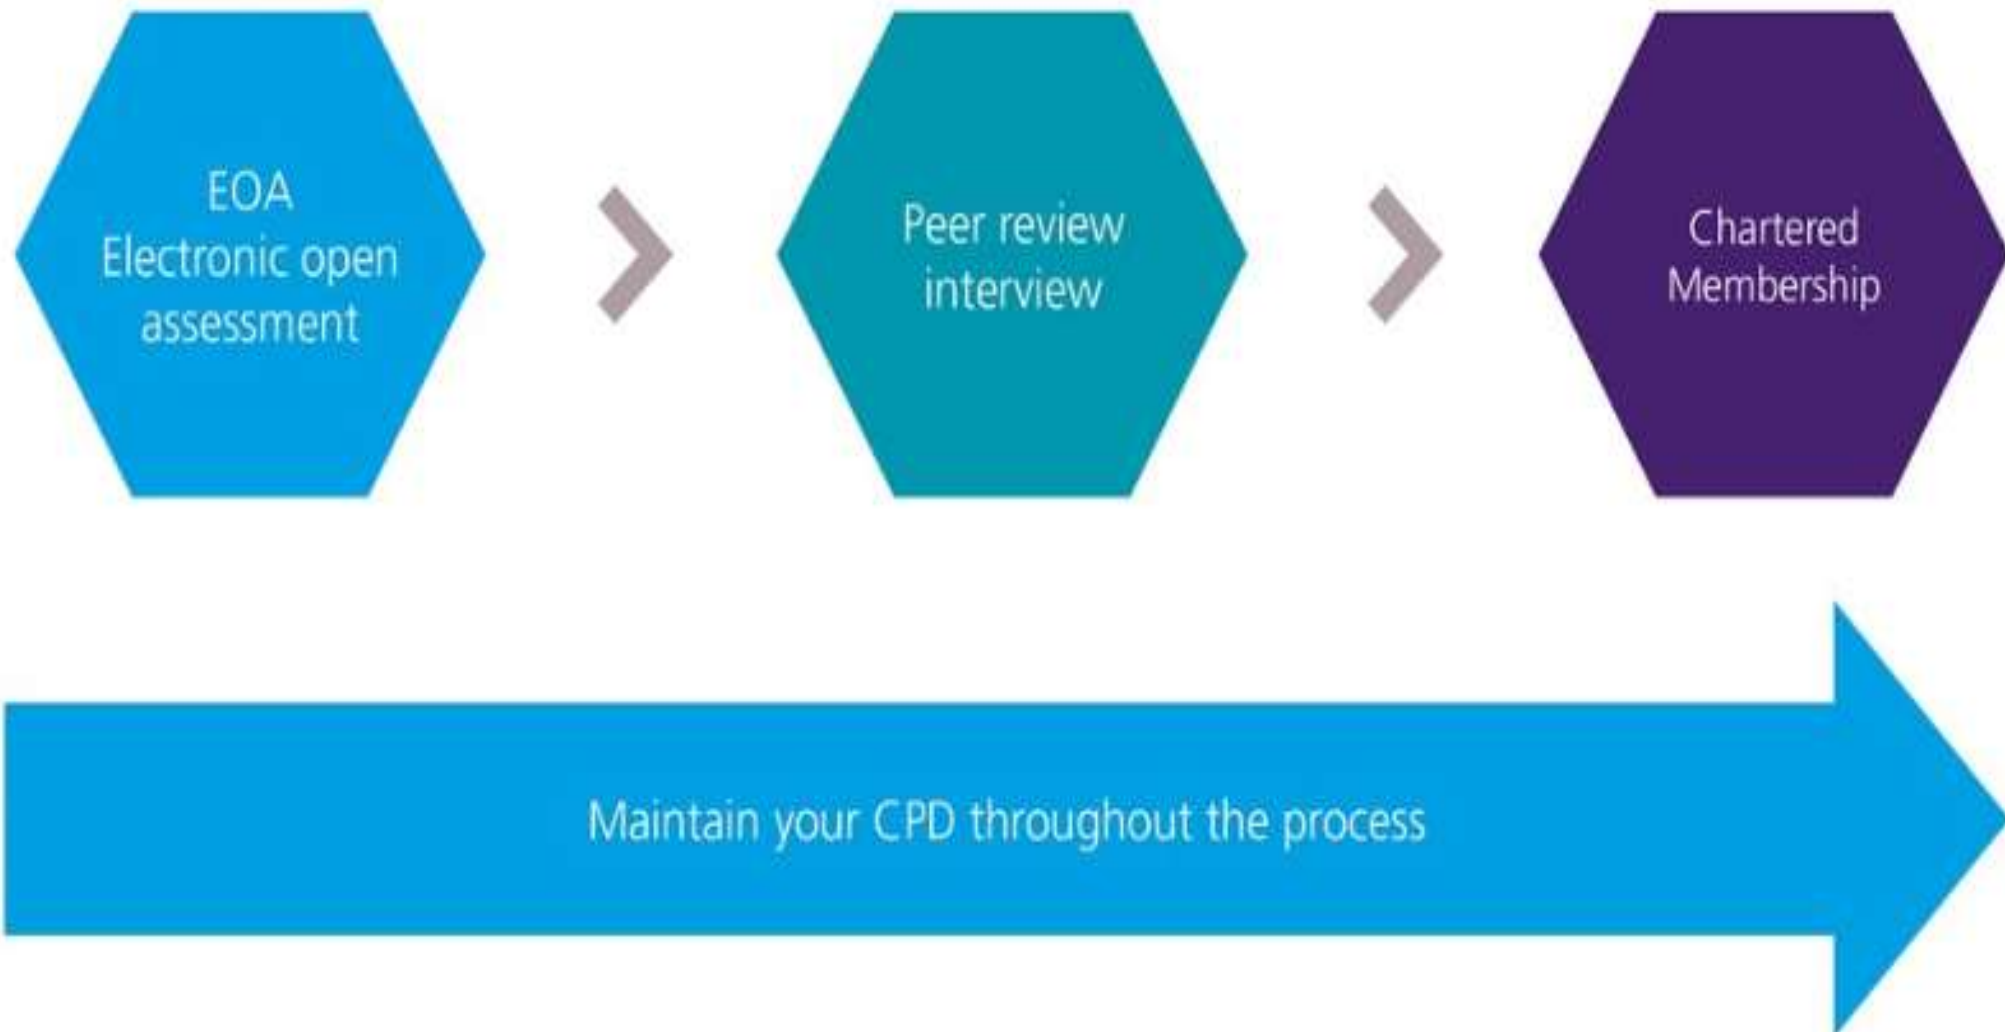 EOA
Electronic open
assessment
Peer review
interview
Chartered
Membership
Maintain your CPD throughout the process